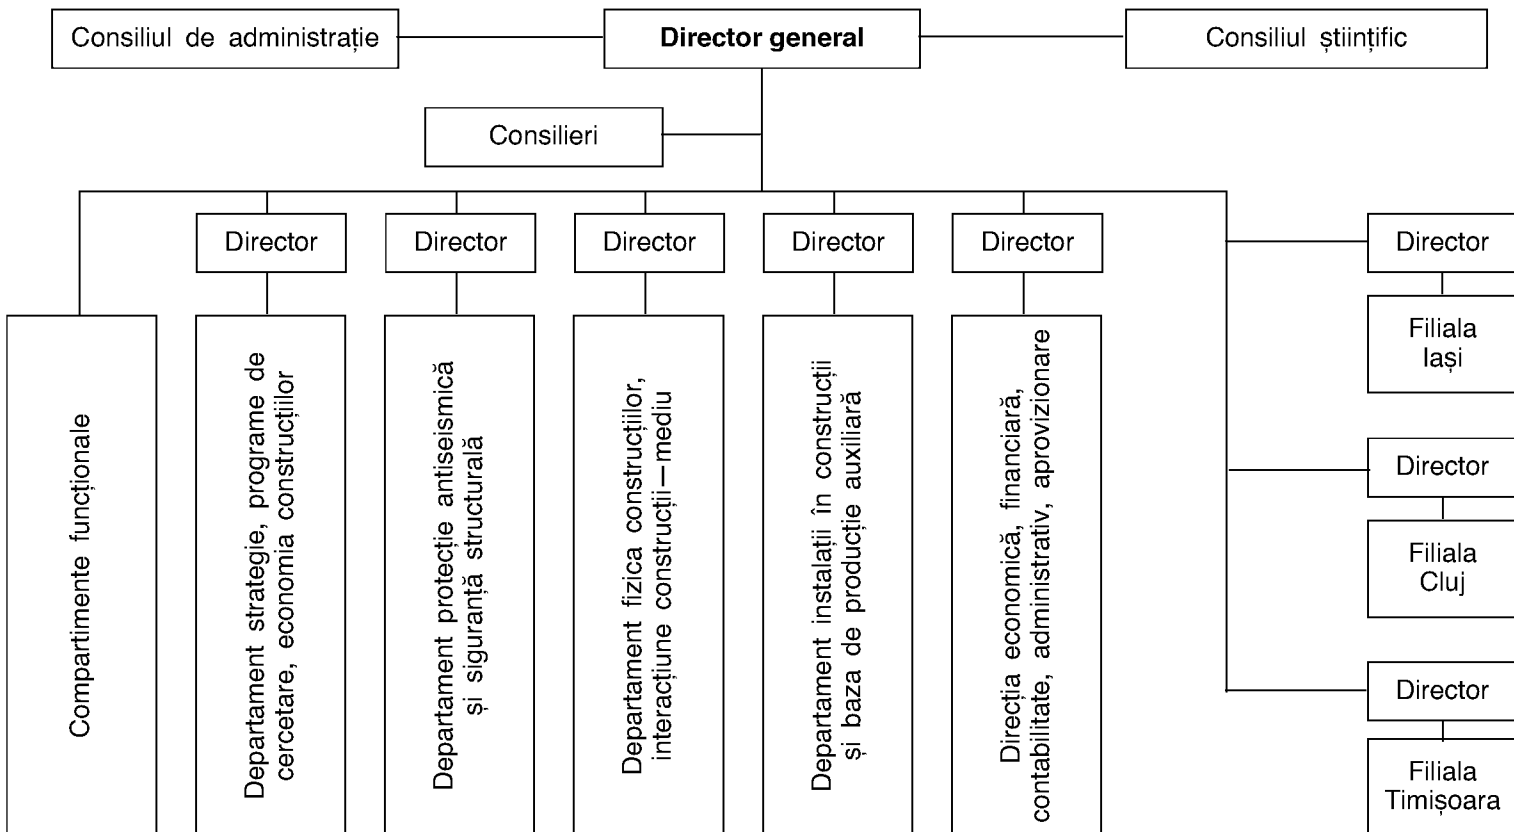 Consiliul de administrație
Director general
Consiliul științific
Consilieri
Director
Director
Director
Director
Director
Director
Compartimente funcționale
Departament strategie, programe de
cercetare, economia construcțiilor
Departament protecție antiseismică
și siguranță structurală
Departament fizica construcțiilor,
interacțiune construcții—mediu
Departament instalații în construcții
și baza de producție auxiliară
Direcția economică, financiară,
contabilitate, administrativ, aprovizionare
Filiala
Iași
Director
Filiala
Cluj
Director
Filiala
Timișoara